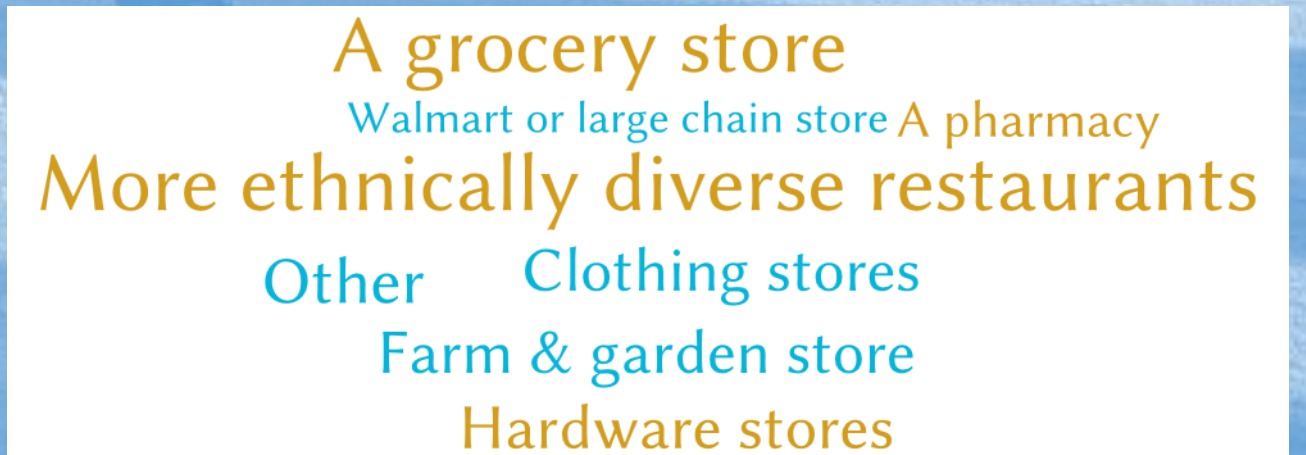 A grocery store
Walmart or large chain store A pharmacy
More ethnically diverse restaurants
Other Clothing stores
Farm & garden store
Hardware stores